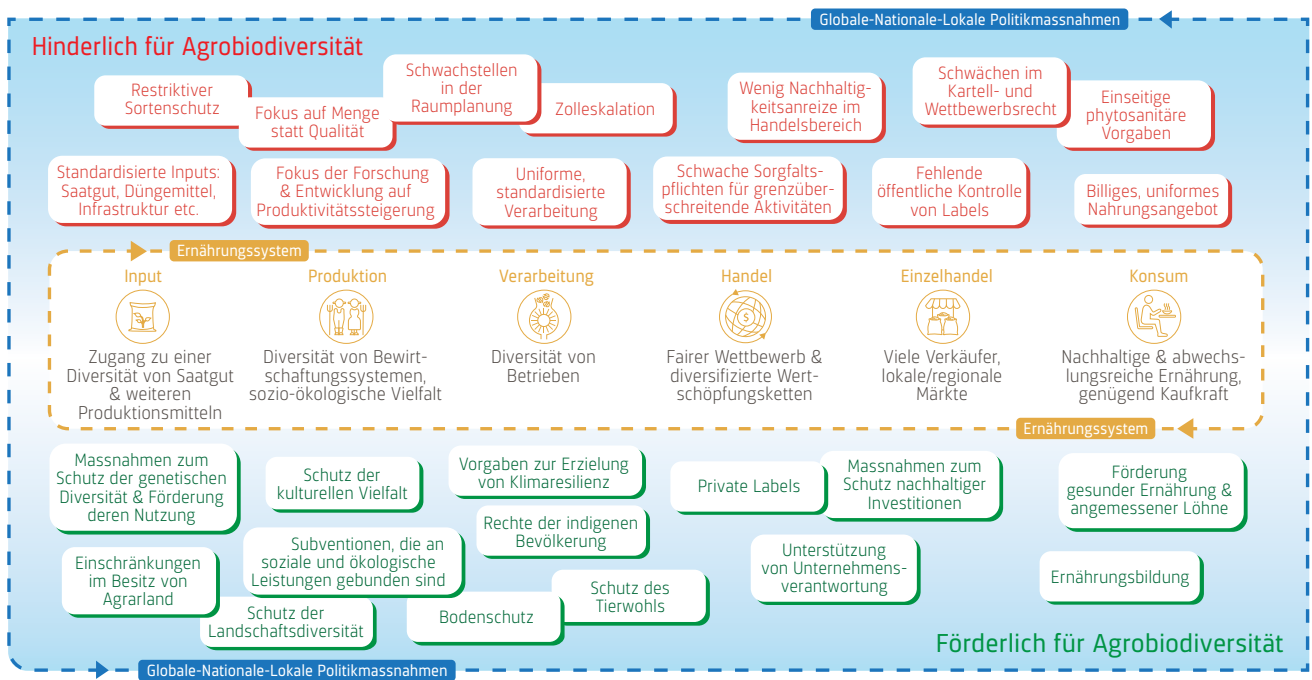 Globale-Nationale-Lokale Politikmassnahmen
Hinderlich für Agrobiodiversität
Restriktiver
Sortenschutz
Fokus auf Menge
statt Qualität
Schwachstellen
in der
Raumplanung
Zolleskalation
Wenig Nachhaltig-
keitsanreize im
Handelsbereich
Schwächen im
Kartell- und
Wettbewerbsrecht
Einseitige
phytosanitäre
Vorgaben
Standardisierte Inputs:
Saatgut, Düngemittel,
Infrastruktur etc.
Fokus der Forschung
& Entwicklung auf
Produktivitätssteigerung
Uniforme,
standardisierte
Verarbeitung
Schwache Sorgfalts-
pflichten für grenzüber-
schreitende Aktivitäten
Fehlende
öffentliche Kontrolle
von Labels
Billiges, uniformes
Nahrungsangebot
Ernährungssystem
Input
Zugang zu einer
Diversität von Saatgut
& weiteren
Produktionsmitteln
Produktion
Diversität von Bewirt-
schaftungssystemen,
sozio-ökologische Vielfalt
Verarbeitung
Diversität von
Betrieben
Handel
$
Fairer Wettbewerb &
diversifizierte Wert-
schöpfungsketten
Einzelhandel
Viele Verkäufer,
lokale/regionale
Märkte
Konsum
Nachhaltige & abwechs-
lungsreiche Ernährung,
genügend Kaufkraft
Ernährungssystem
Massnahmen zum
Schutz der genetischen
Diversität & Förderung
deren Nutzung
Schutz der
kulturellen Vielfalt
Vorgaben zur Erzielung
von Klimaresilienz
Private Labels
Massnahmen zum
Schutz nachhaltiger
Investitionen
Förderung
gesunder Ernährung &
angemessener Löhne
Rechte der indigenen
Bevölkerung
Einschränkungen
im Besitz von
Agrarland
Subventionen, die an
soziale und ökologische
Leistungen gebunden sind
Unterstützung
von Unternehmens-
verantwortung
Ernährungsbildung
Schutz der
Landschaftsdiversität
Bodenschutz
Schutz des
Tierwohls
Förderlich für Agrobiodiversität
Globale-Nationale-Lokale Politikmassnahmen